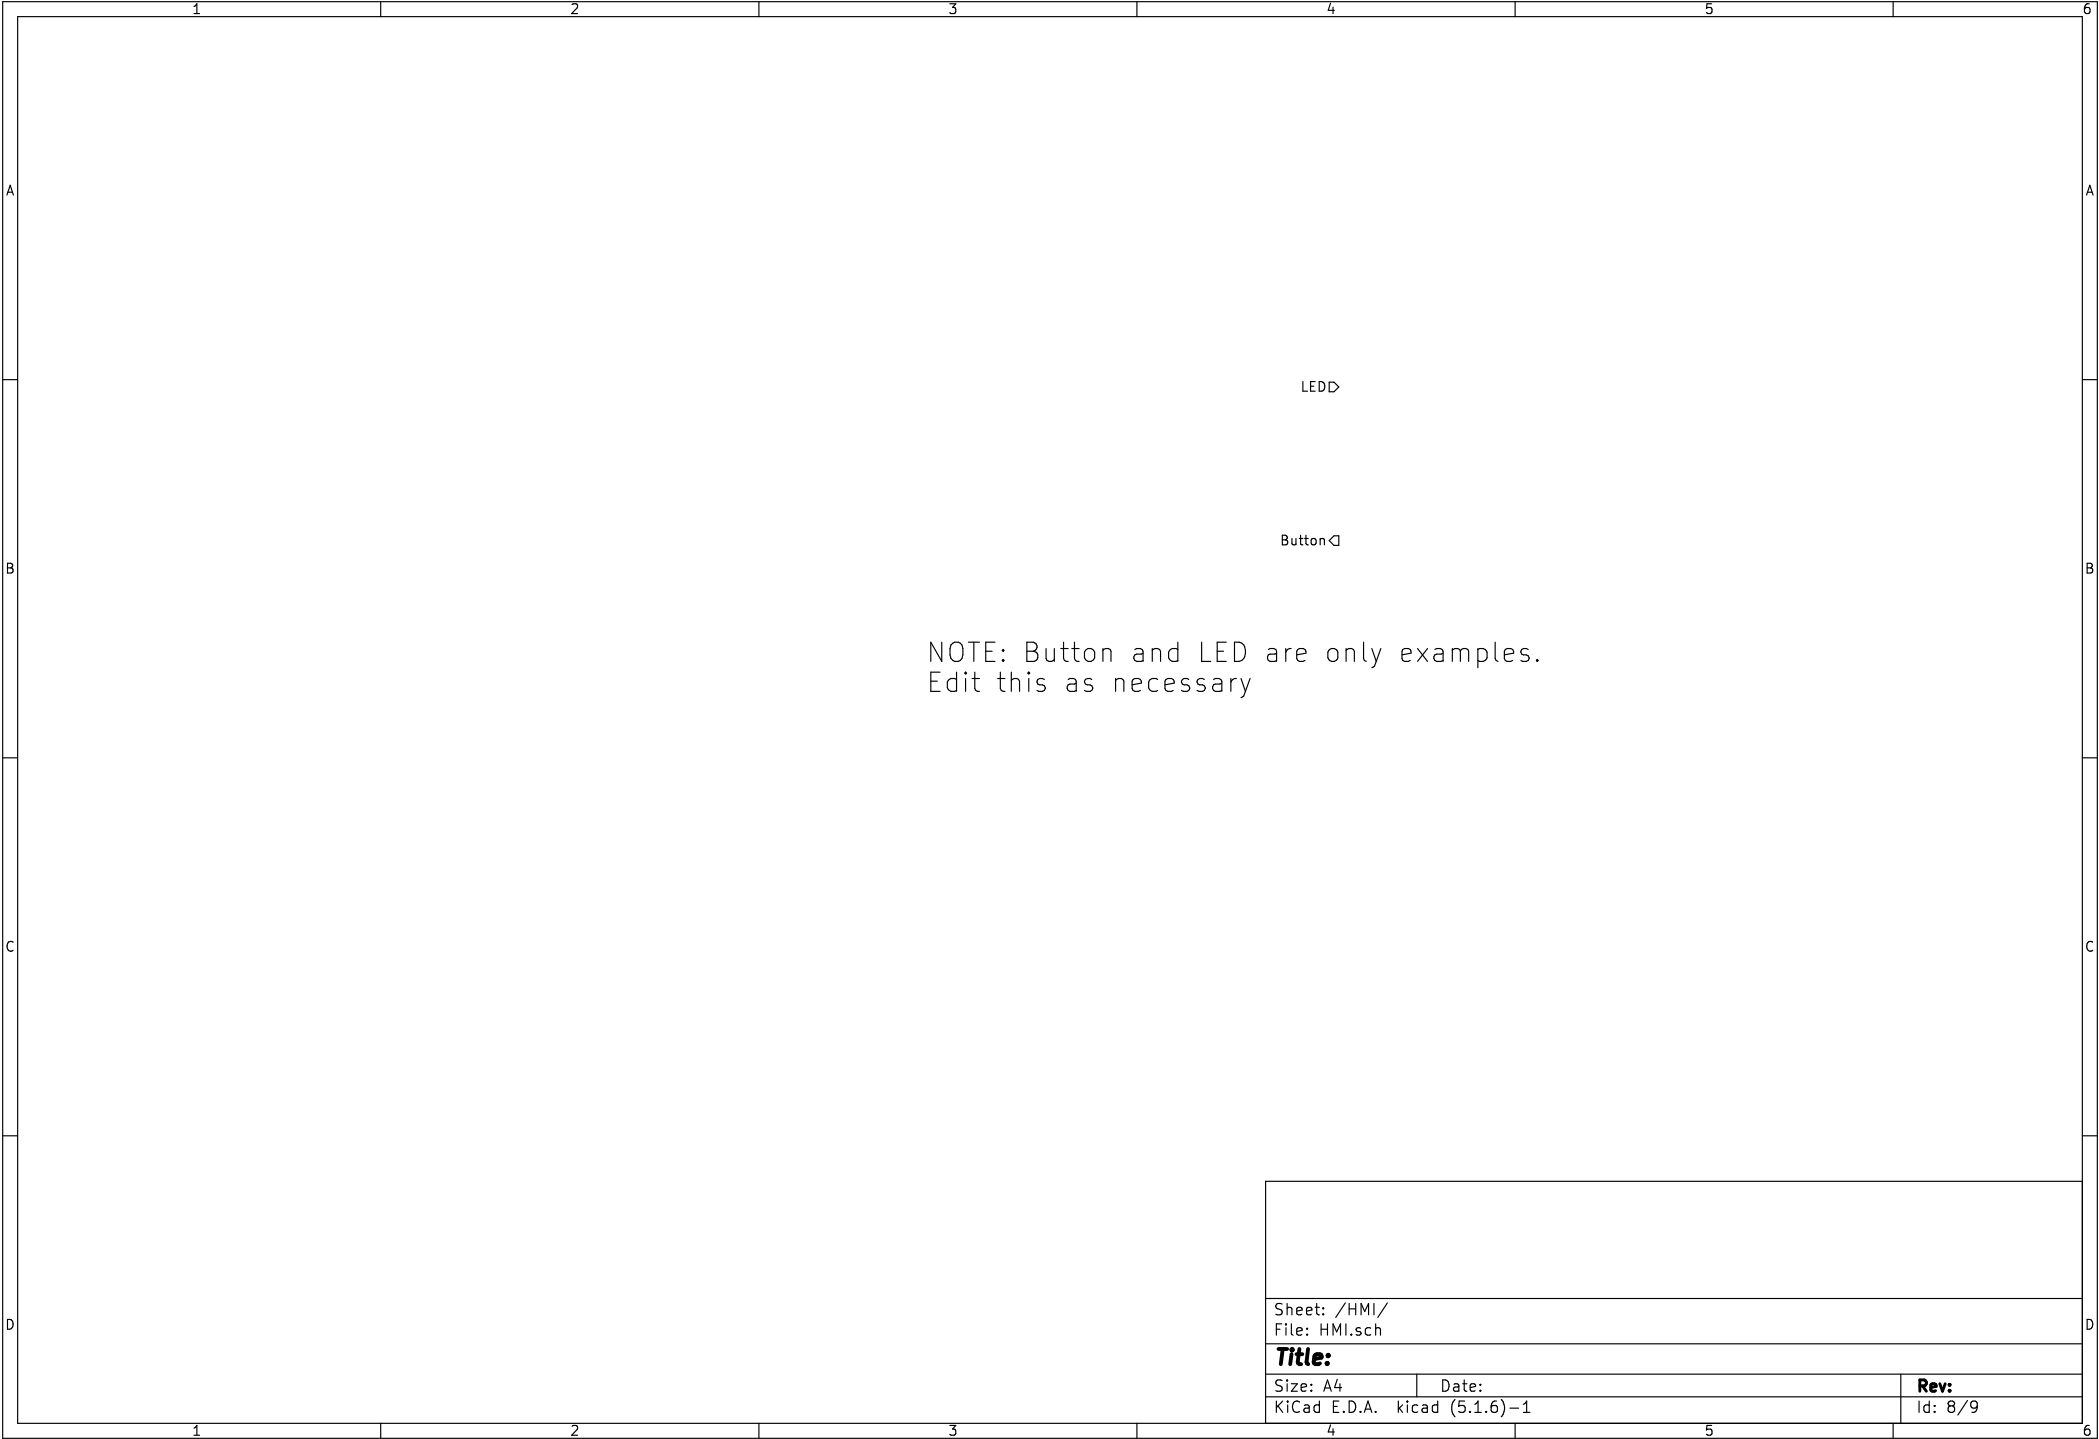 1 2 3 4 5 6
A A
LED
Button
B B
NOTE: Button and LED are only examples.
Edit this as necessary
C C
Sheet: /HMI/
File: HMI.sch
D D
Title:
Size: A4 Date: Rev:
KiCad E.D.A. kicad (5.1.6)-1 Id: 8/9
1 2 3 4 5 6